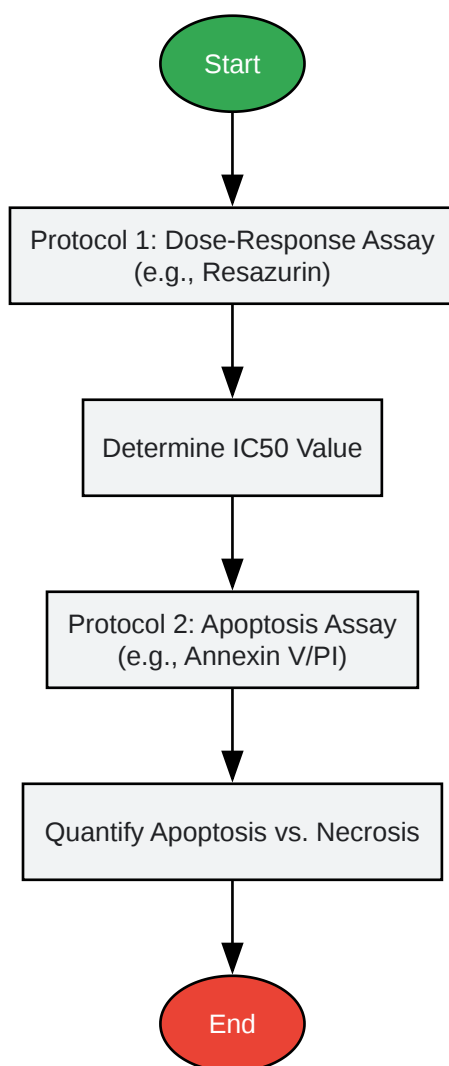 Start
Protocol 1: Dose-Response Assay
(e.g., Resazurin)
Determine IC50 Value
Protocol 2: Apoptosis Assay
(e.g., Annexin V/PI)
Quantify Apoptosis vs. Necrosis
End